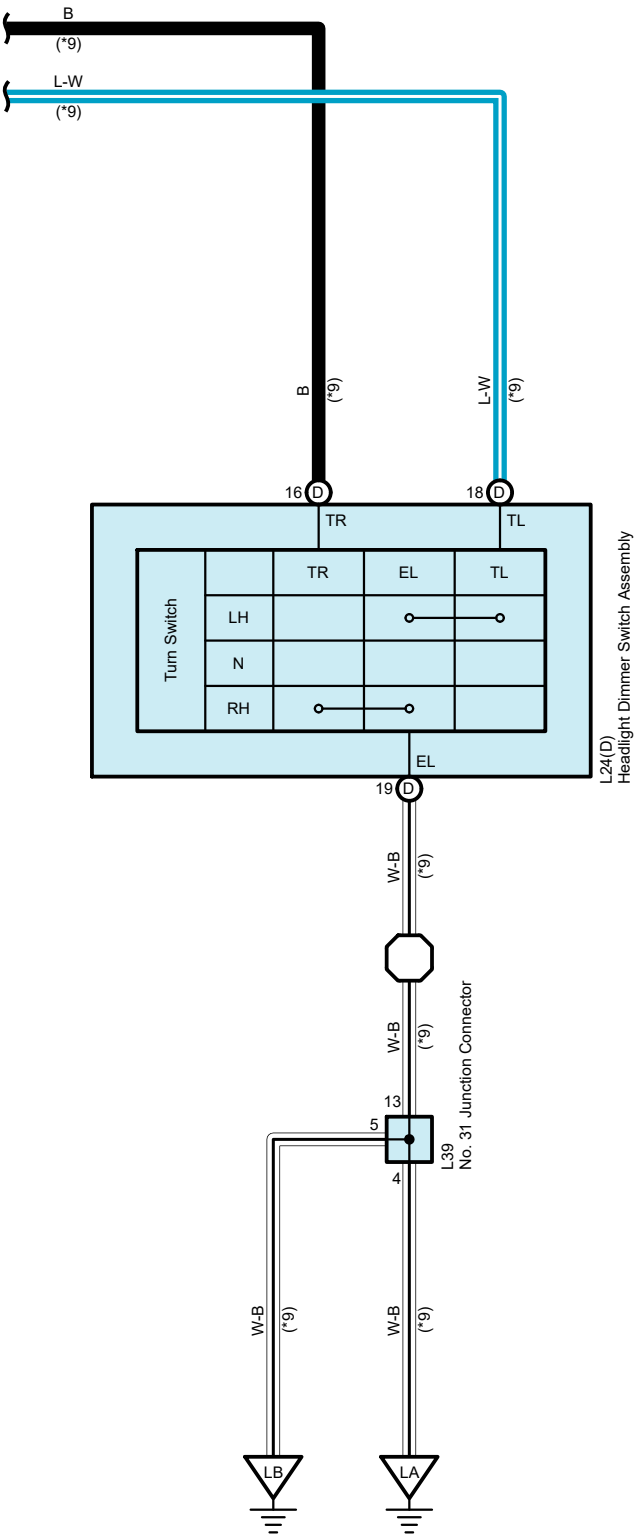 B
(*9)
L-W
(*9)
B
(*9)
L-W
(*9)
16 D
18 D
TR
TL
Turn Switch
TR EL TL
LH
N
RH
EL
L24(D)
Headlight Dimmer Switch Assembly
19 D
W-B
(*9)
W-B
(*9)
13
5
4
L39
No. 31 Junction Connector
W-B
(*9)
W-B
(*9)
LB
LA